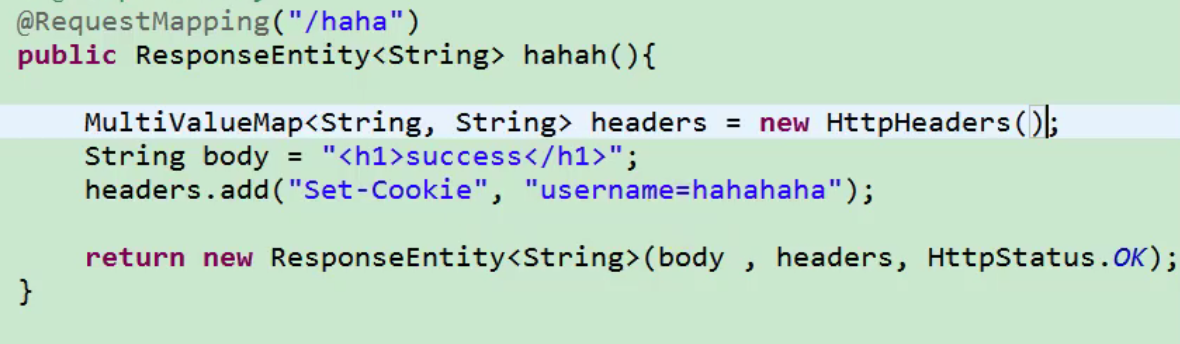 @RequestMapping("/haha")
public ResponseEntity<String> hahah(){
MultiValueMap<String, String> headers = new HttpHeaders();
String body = "<h1>success</h1>";
headers.add("Set-Cookie", "username=hahahaha");
return new ResponseEntity<String>(body , headers, HttpStatus.OK);
}